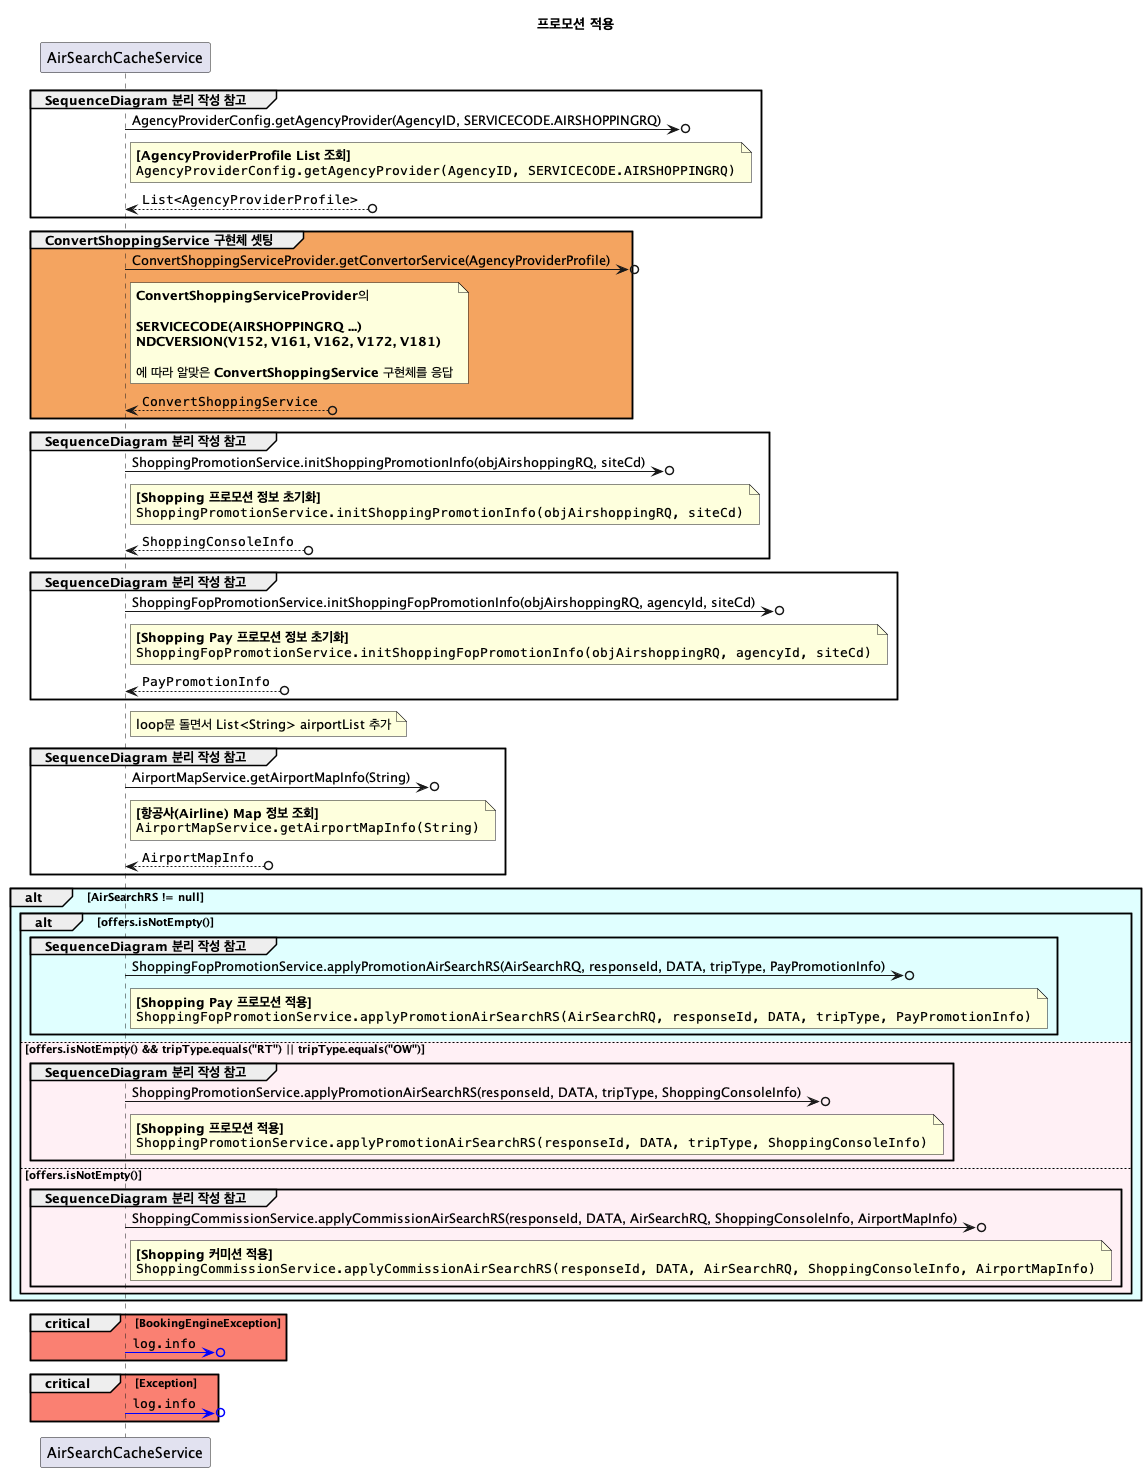 프로모션 적용
AirSearchCacheService
SequenceDiagram 분리 작성 참고
AgencyProviderConfig.getAgencyProvider(AgencyID, SERVICECODE.AIRSHOPPINGRQ)
[AgencyProviderProfile List 조회]
AgencyProviderConfig.getAgencyProvider(AgencyID, SERVICECODE.AIRSHOPPINGRQ)
List<AgencyProviderProfile>
ConvertShoppingService 구현체 셋팅
ConvertShoppingServiceProvider.getConvertorService(AgencyProviderProfile)
ConvertShoppingServiceProvider의
SERVICECODE(AIRSHOPPINGRQ ...)
NDCVERSION(V152, V161, V162, V172, V181)
에 따라 알맞은 ConvertShoppingService 구현체를 응답
ConvertShoppingService
SequenceDiagram 분리 작성 참고
ShoppingPromotionService.initShoppingPromotionInfo(objAirshoppingRQ, siteCd)
[Shopping 프로모션 정보 초기화]
ShoppingPromotionService.initShoppingPromotionInfo(objAirshoppingRQ, siteCd)
ShoppingConsoleInfo
SequenceDiagram 분리 작성 참고
ShoppingFopPromotionService.initShoppingFopPromotionInfo(objAirshoppingRQ, agencyId, siteCd)
[Shopping Pay 프로모션 정보 초기화]
ShoppingFopPromotionService.initShoppingFopPromotionInfo(objAirshoppingRQ, agencyId, siteCd)
PayPromotionInfo
loop문 돌면서 List<String> airportList 추가
SequenceDiagram 분리 작성 참고
AirportMapService.getAirportMapInfo(String)
[항공사(Airline) Map 정보 조회]
AirportMapService.getAirportMapInfo(String)
AirportMapInfo
alt [AirSearchRS != null]
alt [offers.isNotEmpty()]
SequenceDiagram 분리 작성 참고
ShoppingFopPromotionService.applyPromotionAirSearchRS(AirSearchRQ, responseId, DATA, tripType, PayPromotionInfo)
[Shopping Pay 프로모션 적용]
ShoppingFopPromotionService.applyPromotionAirSearchRS(AirSearchRQ, responseId, DATA, tripType, PayPromotionInfo)
[offers.isNotEmpty() && tripType.equals("RT") || tripType.equals("OW")]
SequenceDiagram 분리 작성 참고
ShoppingPromotionService.applyPromotionAirSearchRS(responseId, DATA, tripType, ShoppingConsoleInfo)
[Shopping 프로모션 적용]
ShoppingPromotionService.applyPromotionAirSearchRS(responseId, DATA, tripType, ShoppingConsoleInfo)
[offers.isNotEmpty()]
SequenceDiagram 분리 작성 참고
ShoppingCommissionService.applyCommissionAirSearchRS(responseId, DATA, AirSearchRQ, ShoppingConsoleInfo, AirportMapInfo)
[Shopping 커미션 적용]
ShoppingCommissionService.applyCommissionAirSearchRS(responseId, DATA, AirSearchRQ, ShoppingConsoleInfo, AirportMapInfo)
critical [BookingEngineException]
log.info
critical [Exception]
log.info
AirSearchCacheService